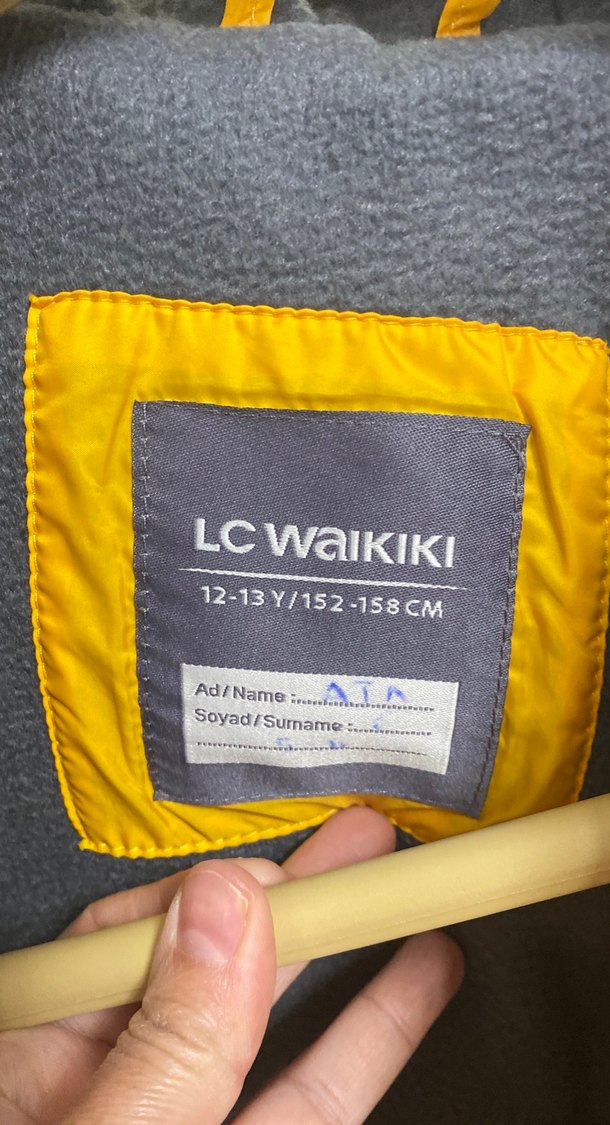 LC WAIKIKI
12-13 Y/152-158 CM
Ad/Name : ATA
Soyad/Surname :